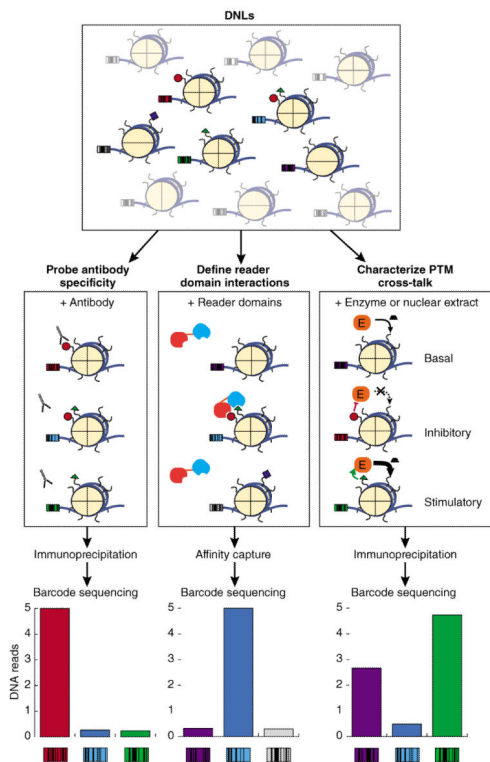 DNLs
Probe antibody
specificity
+ Antibody
Define reader
domain interactions
+ Reader domains
Characterize PTM
cross-talk
+ Enzyme or nuclear extract
E
Basal
E
Inhibitory
E
Stimulatory
Immunoprecipitation
Affinity capture
Immunoprecipitation
Barcode sequencing
Barcode sequencing
Barcode sequencing
DNA reads
5
4
3
2
1
0
5
4
3
2
1
0
5
4
3
2
1
0